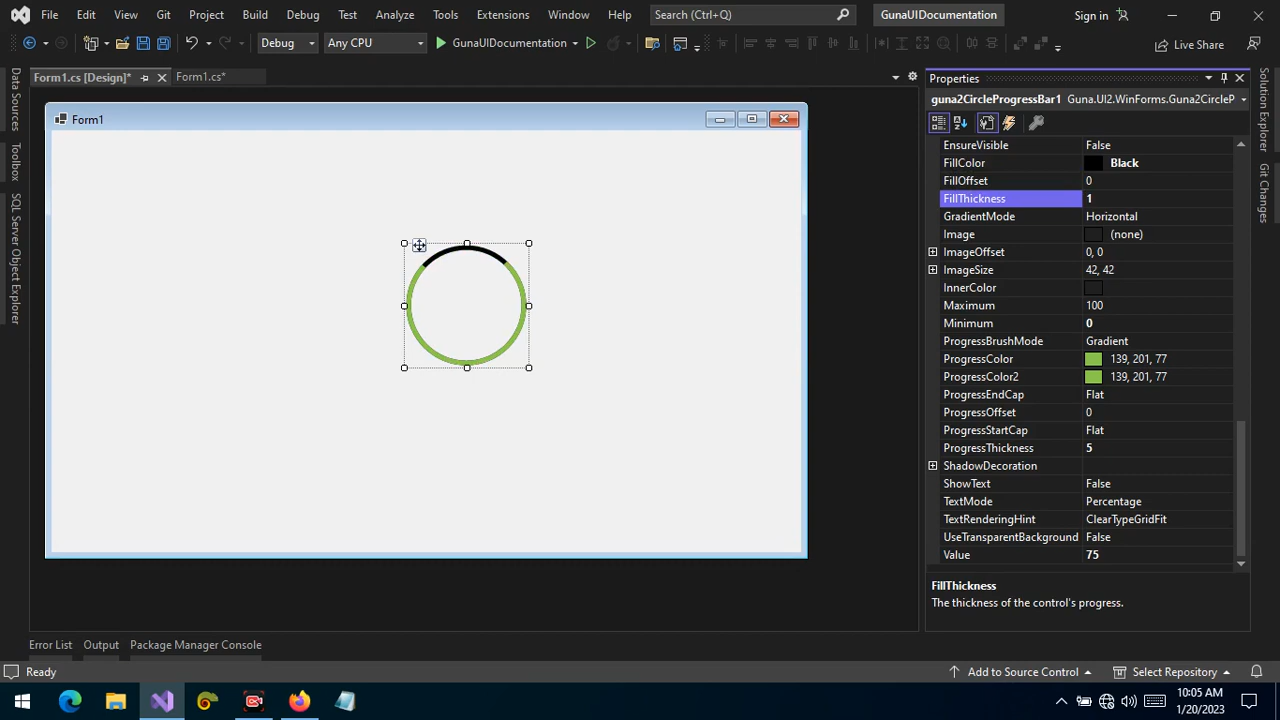 File Edit View Git Project Build Debug Test Analyze Tools Extensions Window Help Search (Ctrl+Q) GunaUIDocumentation Sign in
Debug Any CPU GunaUIDocumentation Live Share
Form1.cs [Design]* Form1.cs*
Data Sources
Toolbox
SQL Server Object Explorer
Form1
Properties
guna2CircleProgressBar1 Guna.UI2.WinForms.Guna2CircleP
EnsureVisible False
FillColor Black
FillOffset 0
FillThickness 1
GradientMode Horizontal
Image (none)
ImageOffset 0, 0
ImageSize 42, 42
InnerColor
Maximum 100
Minimum 0
ProgressBrushMode Gradient
ProgressColor 139, 201, 77
ProgressColor2 139, 201, 77
ProgressEndCap Flat
ProgressOffset 0
ProgressStartCap Flat
ProgressThickness 5
ShadowDecoration
ShowText False
TextMode Percentage
TextRenderingHint ClearTypeGridFit
UseTransparentBackground False
Value 75
FillThickness
The thickness of the control's progress.
Solution Explorer
Git Changes
Error List Output Package Manager Console
Ready Add to Source Control Select Repository
10:05 AM
1/20/2023